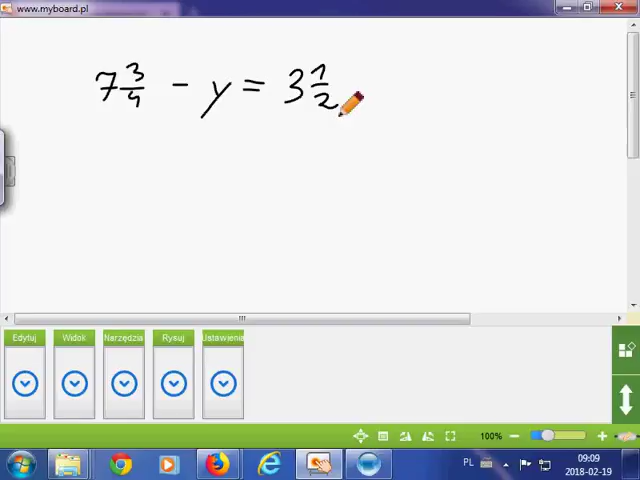 www.myboard.pl
7 3/4 - y = 3 1/2
Edytuj Widok Narzędzia Rysuj Ustawienia
100%
PL 09:09
2018-02-19